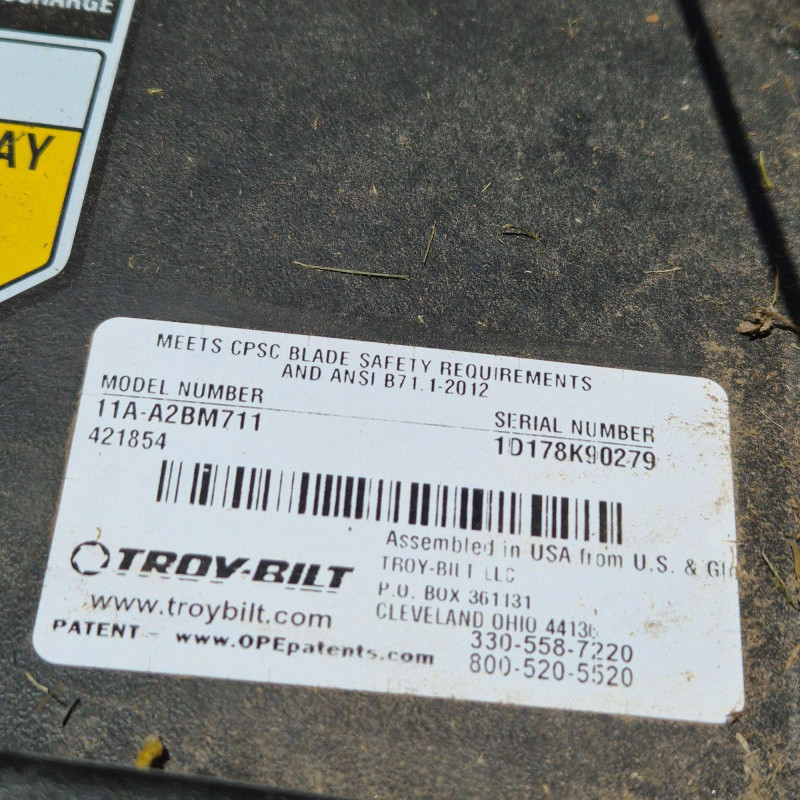 AY
MEETS CPSC BLADE SAFETY REQUIREMENTS
AND ANSI B71.1-2012
MODEL NUMBER
11A-A2BM711
421854
SERIAL NUMBER
1D178K90279
Assembled in USA from U.S. &
TROY-BILT
TROY-BILT LLC
P.O. BOX 361131
CLEVELAND OHIO 44136
www.troybilt.com
330-558-7220
PATENT - www.OPEpatents.com
800-520-5520